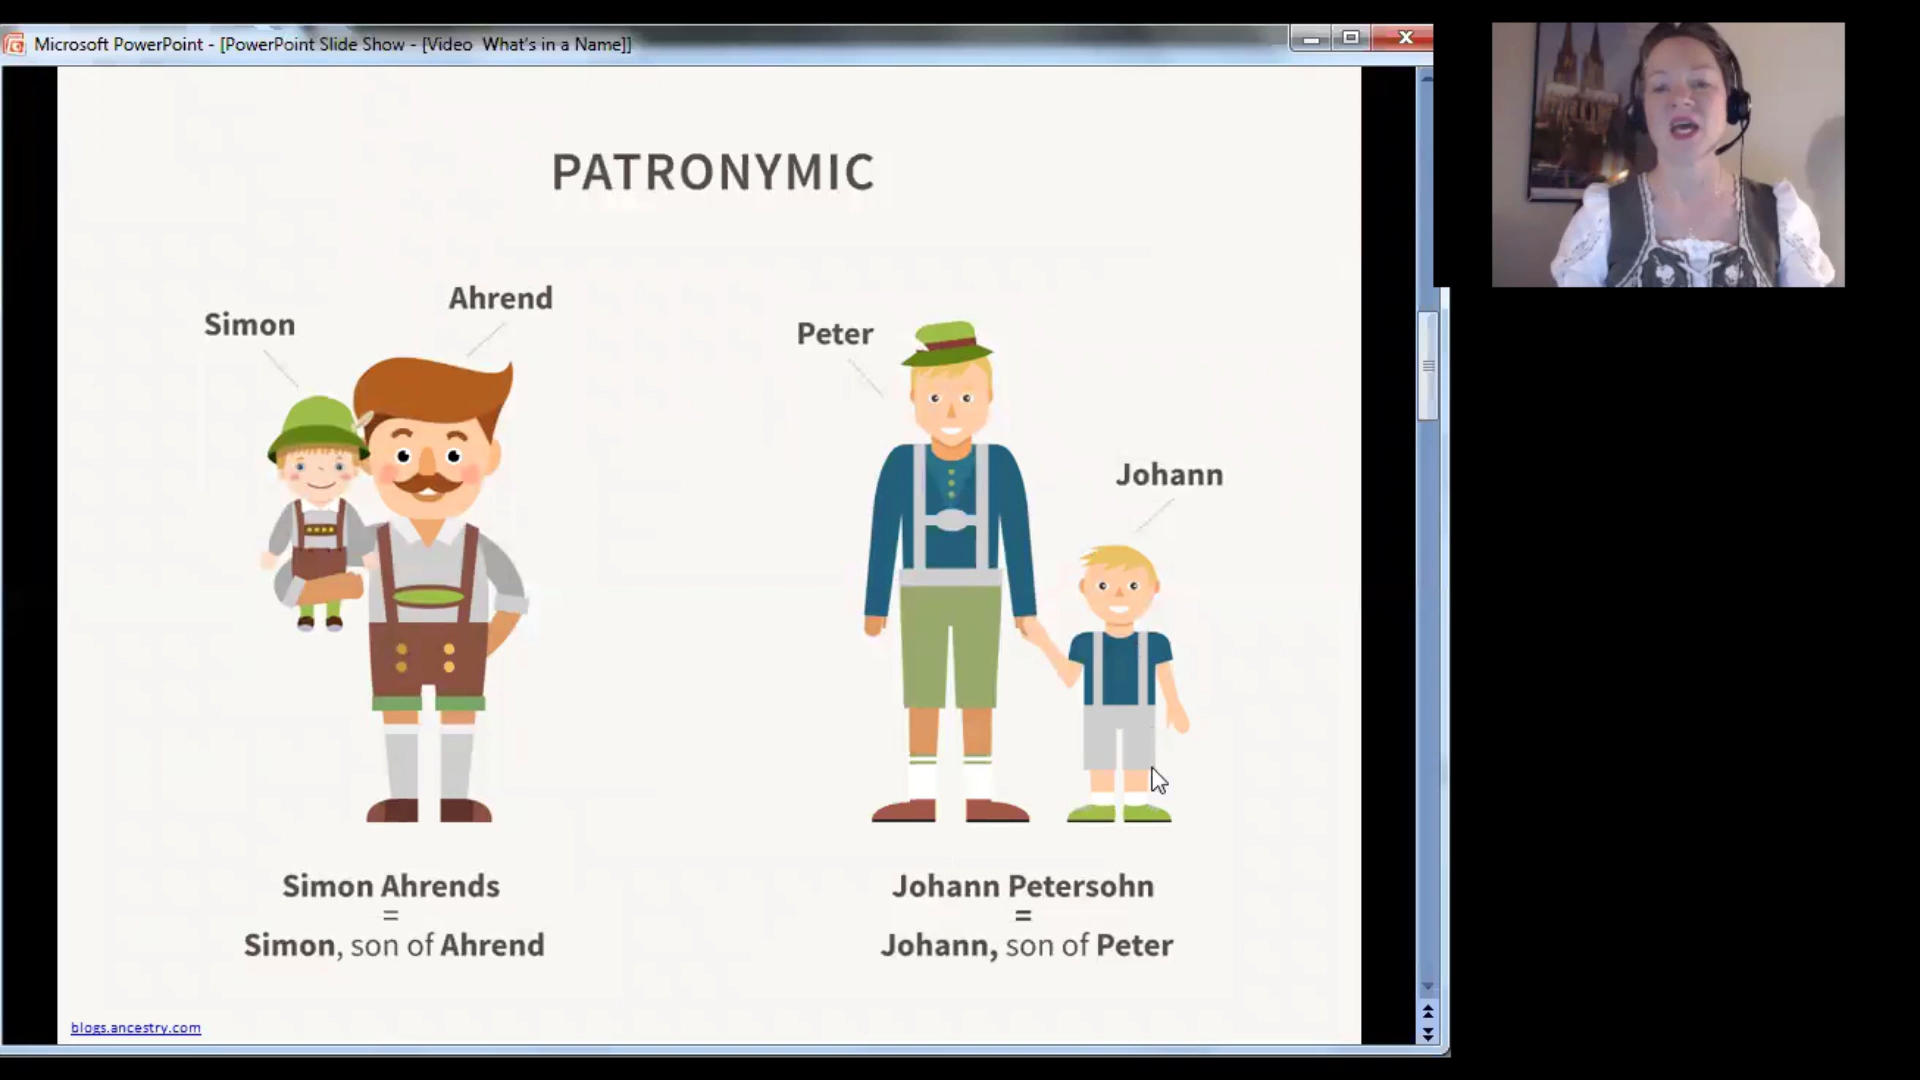 Microsoft PowerPoint - [PowerPoint Slide Show - [Video  What's in a Name]]
PATRONYMIC
Simon
Ahrend
Peter
Johann
Simon Ahrends
=
Simon, son of Ahrend
Johann Petersohn
=
Johann, son of Peter
blogs.ancestry.com